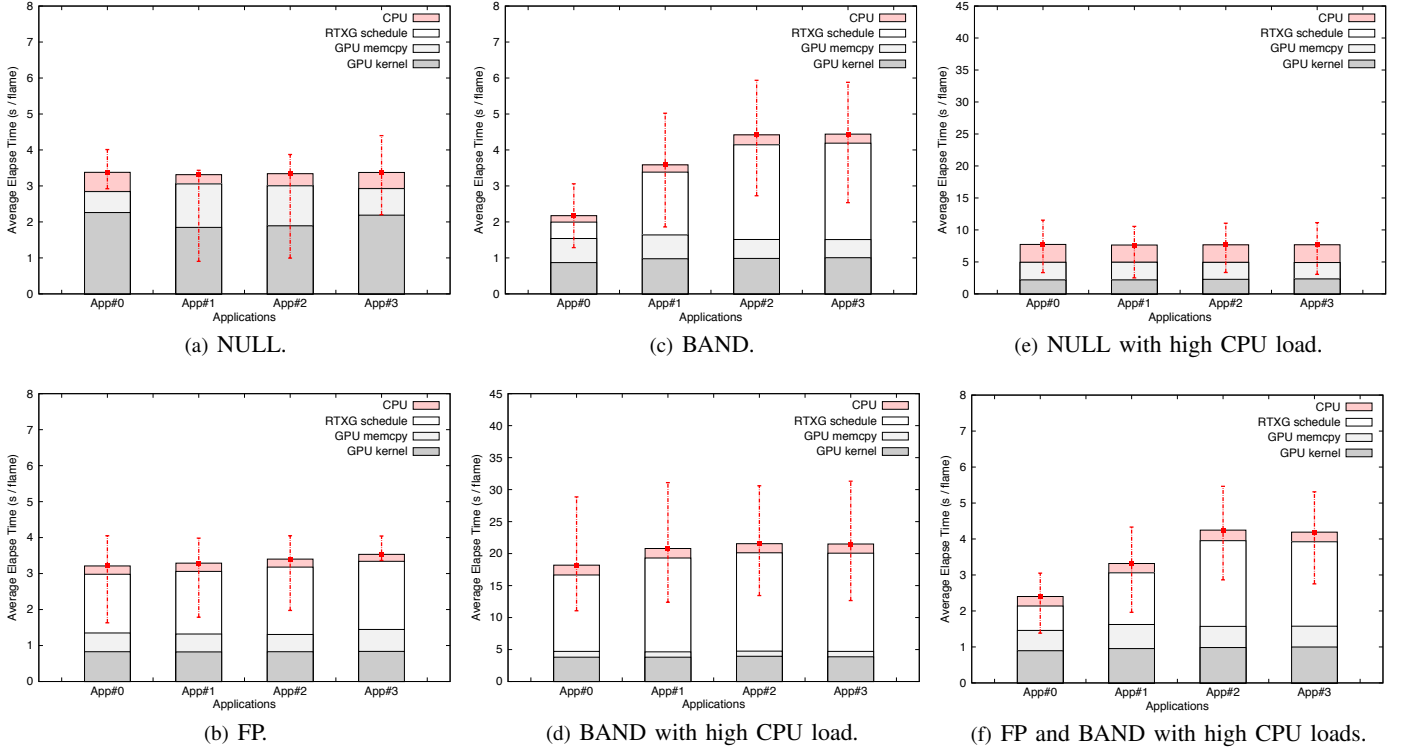 8
7
6
5
4
3
2
1
0
Average Elapse Time (s / flame)
CPU
RTXG schedule
GPU memcpy
GPU kernel
App#0 App#1 App#2 App#3
Applications
(a) NULL.
8
7
6
5
4
3
2
1
0
Average Elapse Time (s / flame)
CPU
RTXG schedule
GPU memcpy
GPU kernel
App#0 App#1 App#2 App#3
Applications
(c) BAND.
45
40
35
30
25
20
15
10
5
0
Average Elapse Time (s / flame)
CPU
RTXG schedule
GPU memcpy
GPU kernel
App#0 App#1 App#2 App#3
Applications
(e) NULL with high CPU load.
8
7
6
5
4
3
2
1
0
Average Elapse Time (s / flame)
CPU
RTXG schedule
GPU memcpy
GPU kernel
App#0 App#1 App#2 App#3
Applications
(b) FP.
45
40
35
30
25
20
15
10
5
0
Average Elapse Time (s / flame)
CPU
RTXG schedule
GPU memcpy
GPU kernel
App#0 App#1 App#2 App#3
Applications
(d) BAND with high CPU load.
8
7
6
5
4
3
2
1
0
Average Elapse Time (s / flame)
CPU
RTXG schedule
GPU memcpy
GPU kernel
App#0 App#1 App#2 App#3
Applications
(f) FP and BAND with high CPU loads.